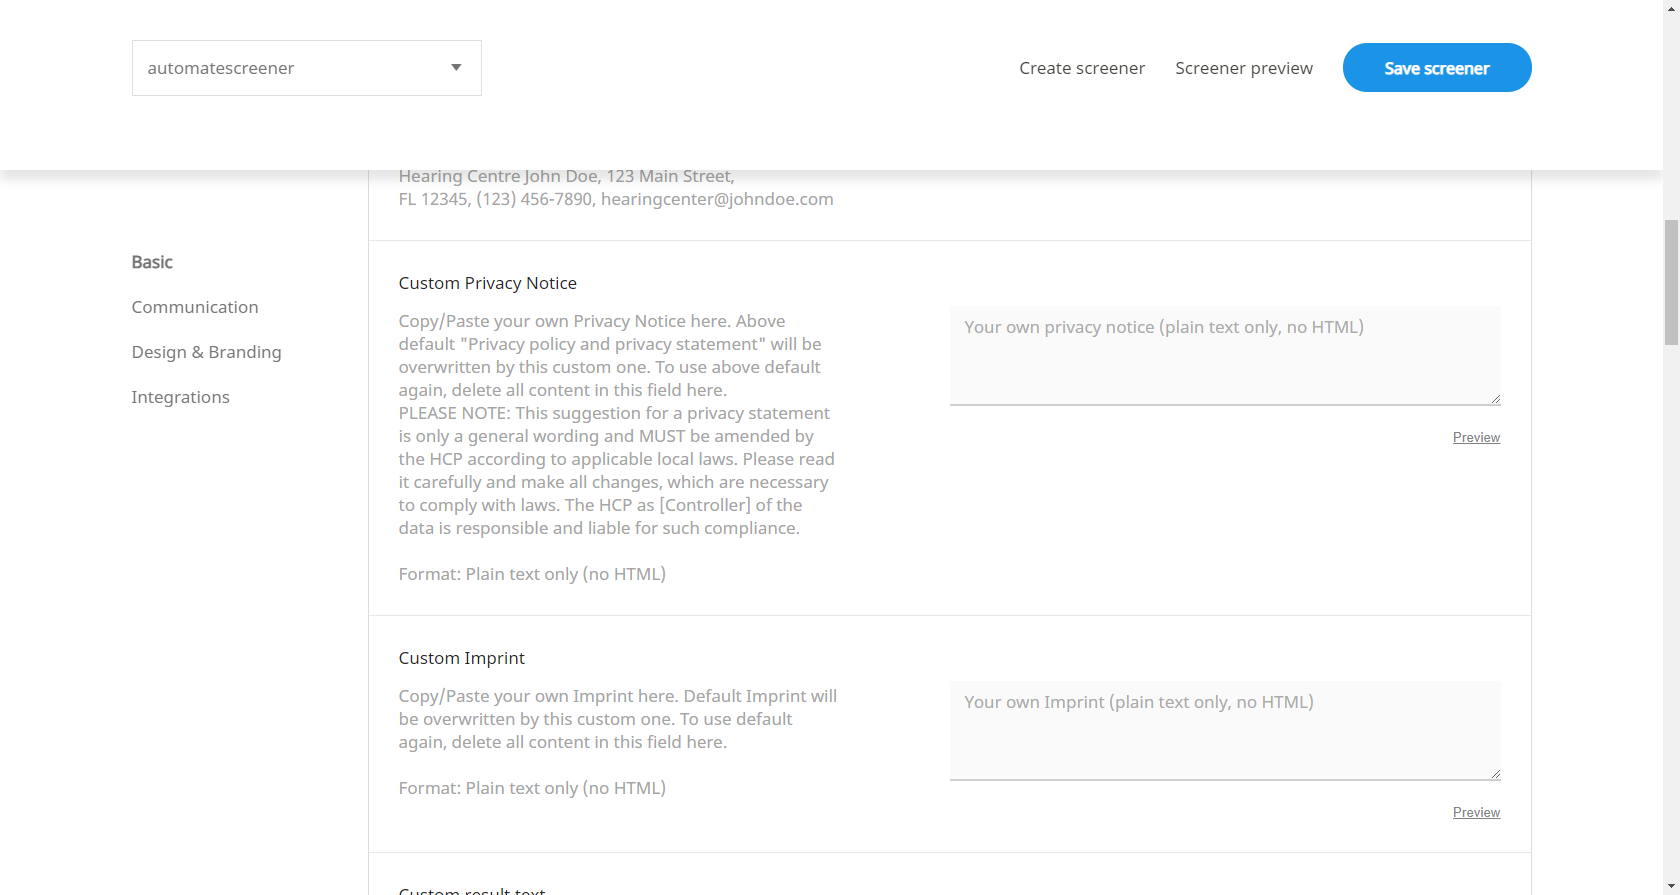 automatescreener
Create screener
Screener preview
Save screener
Hearing Centre John Doe, 123 Main Street,
FL 12345, (123) 456-7890, hearingcenter@johndoe.com
Basic
Communication
Design & Branding
Integrations
Custom Privacy Notice
Copy/Paste your own Privacy Notice here. Above
default "Privacy policy and privacy statement" will be
overwritten by this custom one. To use above default
again, delete all content in this field here.
PLEASE NOTE: This suggestion for a privacy statement
is only a general wording and MUST be amended by
the HCP according to applicable local laws. Please read
it carefully and make all changes, which are necessary
to comply with laws. The HCP as [Controller] of the
data is responsible and liable for such compliance.
Format: Plain text only (no HTML)
Your own privacy notice (plain text only, no HTML)
Preview
Custom Imprint
Copy/Paste your own Imprint here. Default Imprint will
be overwritten by this custom one. To use default
again, delete all content in this field here.
Format: Plain text only (no HTML)
Your own Imprint (plain text only, no HTML)
Preview
Custom result text